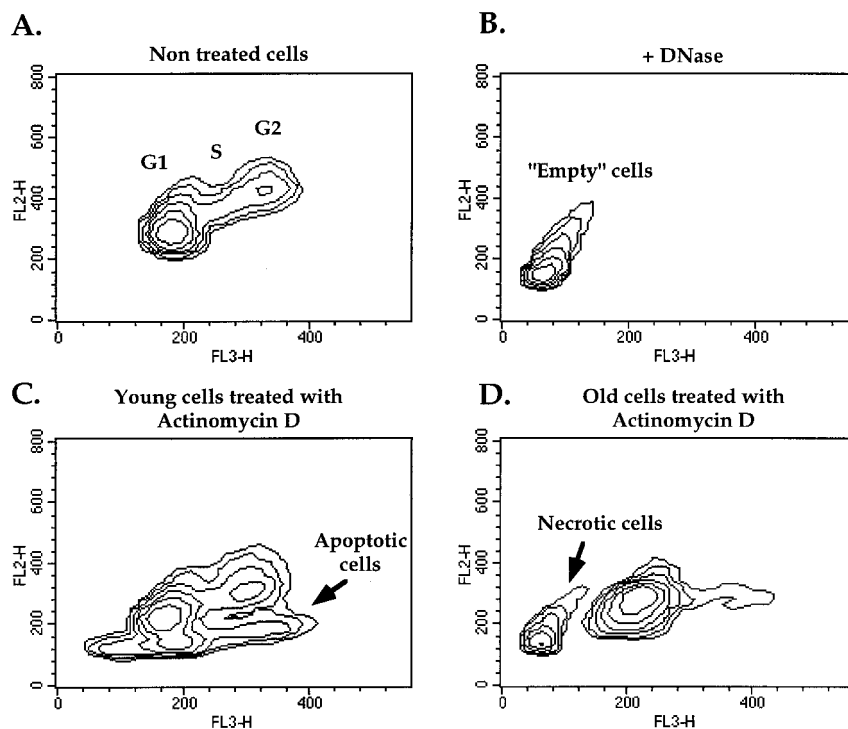 A.
Non treated cells
800
600
400
200
0
FL2-H
G1
S
G2
0
200
400
FL3-H
B.
+ DNase
800
600
400
200
0
FL2-H
"Empty" cells
0
200
400
FL3-H
C.
Young cells treated with
Actinomycin D
800
600
400
200
0
FL2-H
Apoptotic
cells
0
200
400
FL3-H
D.
Old cells treated with
Actinomycin D
800
600
400
200
0
FL2-H
Necrotic cells
0
200
400
FL3-H